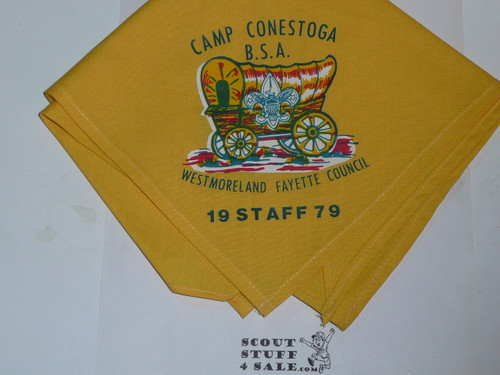 CAMP CONESTOGA
B.S.A.
WESTMORELAND FAYETTE COUNCIL
19 STAFF 79
SCOUT
STUFF
4 SALE.COM